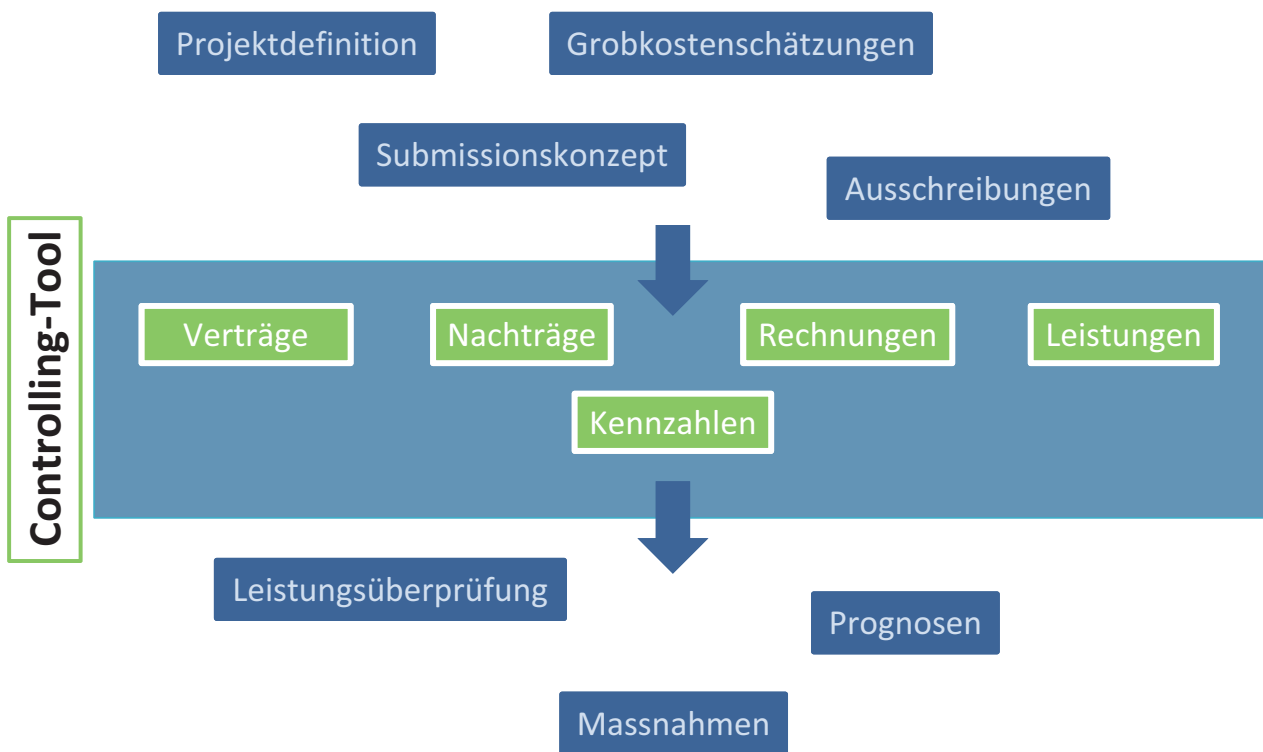 Projektdefinition
Grobkostenschätzungen
Submissionskonzept
Ausschreibungen
Controlling-Tool
Verträge
Nachträge
Rechnungen
Leistungen
Kennzahlen
Leistungsüberprüfung
Prognosen
Massnahmen